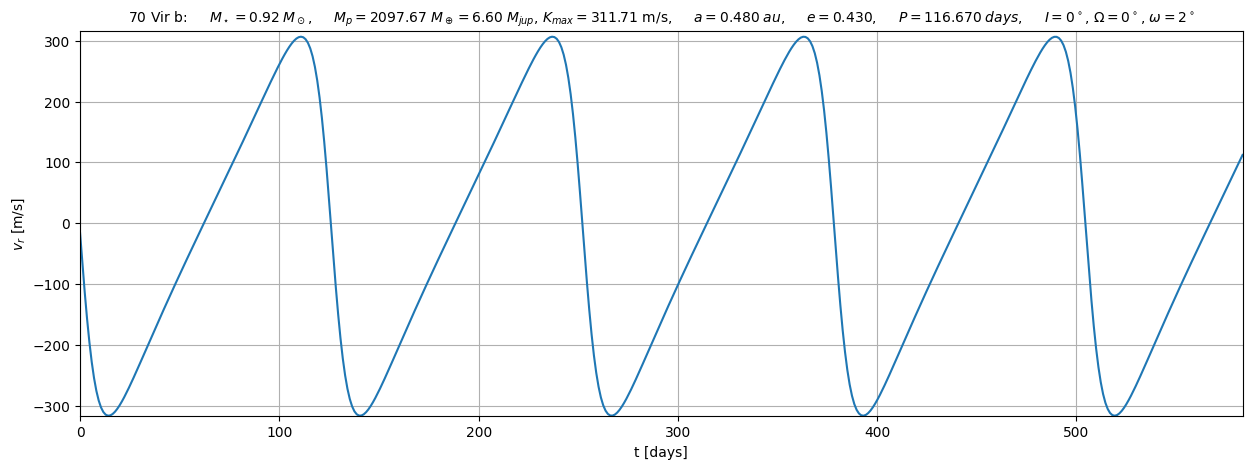 70 Vir b: M⋆ = 0.92 M⊙, Mp = 2097.67 M⊕ = 6.60 Mjup, Kmax = 311.71 m/s, a = 0.480 au, e = 0.430, P = 116.670 days, I = 0°, Ω = 0°, ω = 2°
300
200
100
0
−100
−200
−300
vr [m/s]
0 100 200 300 400 500
t [days]